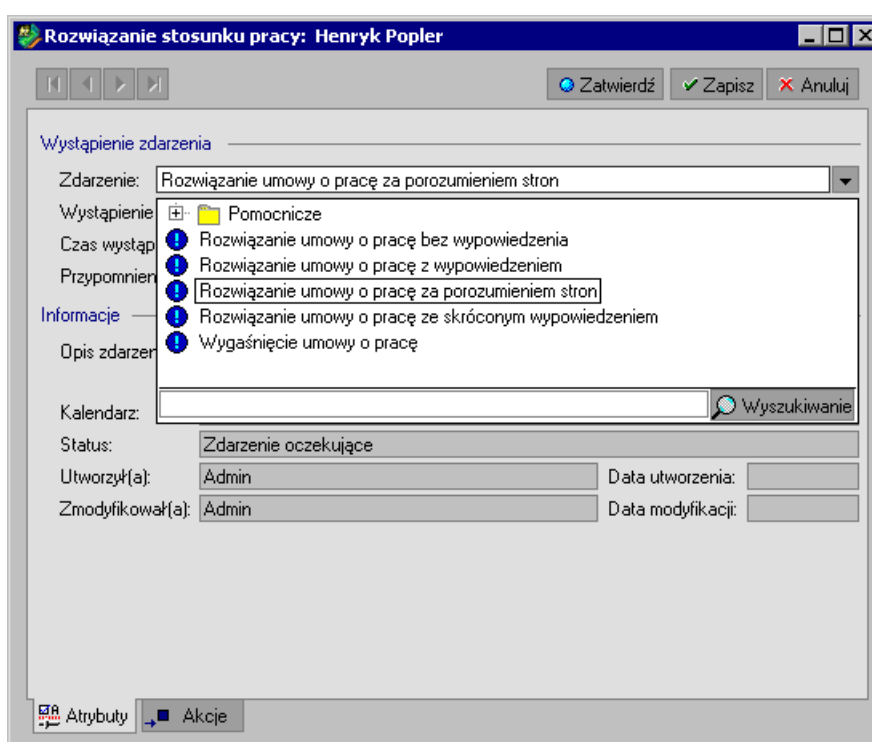 Rozwiązanie stosunku pracy: Henryk Popler
Zatwierdź Zapisz Anuluj
Wystąpienie zdarzenia
Zdarzenie: Rozwiązanie umowy o pracę za porozumieniem stron
Wystąpienie
Pomocnicze
Czas wystąp
Rozwiązanie umowy o pracę bez wypowiedzenia
Rozwiązanie umowy o pracę z wypowiedzeniem
Przypomnien
Rozwiązanie umowy o pracę za porozumieniem stron
Informacje
Rozwiązanie umowy o pracę ze skróconym wypowiedzeniem
Opis zdarzen
Wygaśnięcie umowy o pracę
Kalendarz:
Wyszukiwanie
Status: Zdarzenie oczekujące
Utworzył(a): Admin Data utworzenia:
Zmodyfikował(a): Admin Data modyfikacji:
Atrybuty Akcje